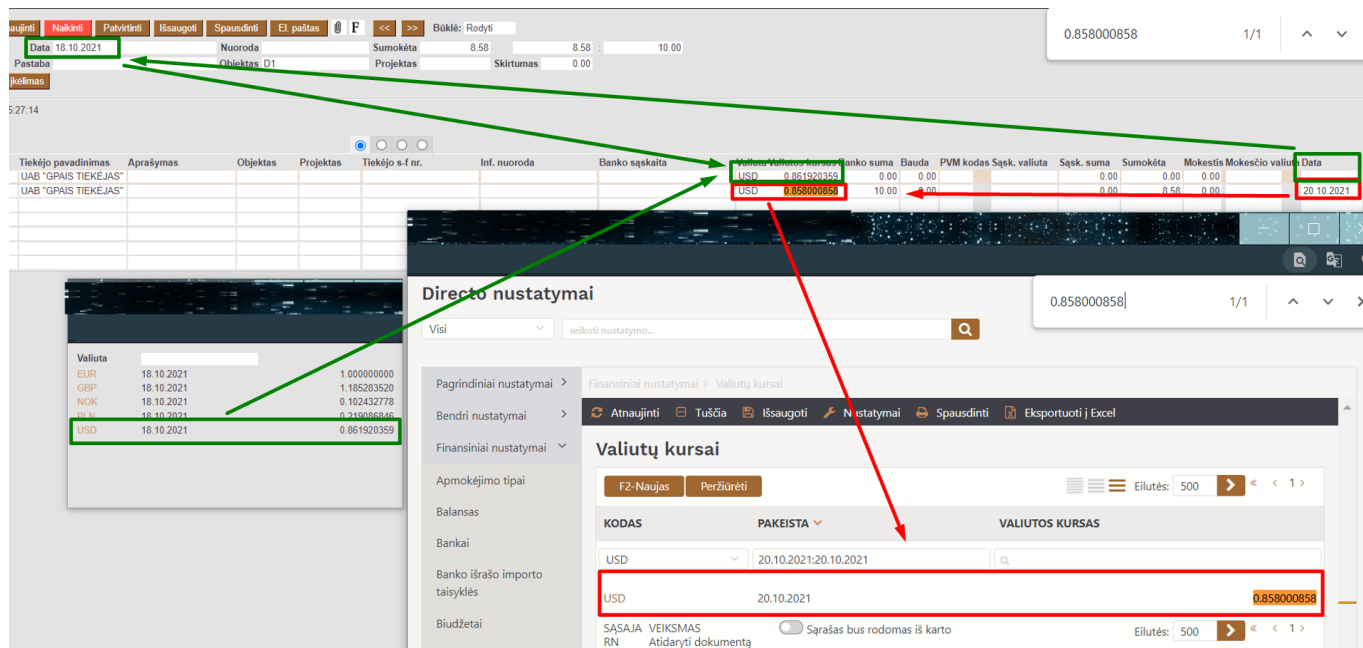 aujinti Naikinti Patvirtinti Išsaugoti Spausdinti El. paštas F << >> Būklė: Rodyti
0.858000858 1/1
Data 18.10.2021 Nuoroda Sumokėta 8.58 8.58 : 10.00
Pastaba Objektas D1 Projektas Skirtumas 0.00
įkėlimas
5:27:14
Tiekėjo pavadinimas Aprašymas Objektas Projektas Tiekėjo s-f nr. Inf. nuoroda Banko sąskaita Valiuta Valiutos kursas Banko suma Bauda PVM kodas Sąsk. valiuta Sąsk. suma Sumokėta Mokestis Mokesčio valiuta Data
UAB "GPAIS TIEKĖJAS" USD 0.861920359 0.00 0.00 0.00 0.00 0.00
UAB "GPAIS TIEKĖJAS" USD 0.858000858 10.00 0.00 0.00 8.58 0.00 20.10.2021
Valiuta
EUR 18.10.2021 1.000000000
GBP 18.10.2021 1.185283520
NOK 18.10.2021 0.102432778
PLN 18.10.2021 0.219086846
USD 18.10.2021 0.861920359
Directo nustatymai
0.858000858 1/1
Visi Ieškoti nustatymo...
Pagrindiniai nustatymai
Bendri nustatymai
Finansiniai nustatymai
Apmokėjimo tipai
Balansas
Bankai
Banko išrašo importo
taisyklės
Biudžetai
Finansiniai nustatymai > Valiutų kursai
Atnaujinti Tuščia Išsaugoti Nustatymai Spausdinti Eksportuoti į Excel
Valiutų kursai
F2-Naujas Peržiūrėti Eilutės: 500 « < 1 >
KODAS PAKEISTA VALIUTOS KURSAS
USD 20.10.2021:20.10.2021
USD 20.10.2021 0.858000858
SĄSAJA VEIKSMAS Sąrašas bus rodomas iš karto Eilutės: 500 « < 1 >
RN Atidaryti dokumentą